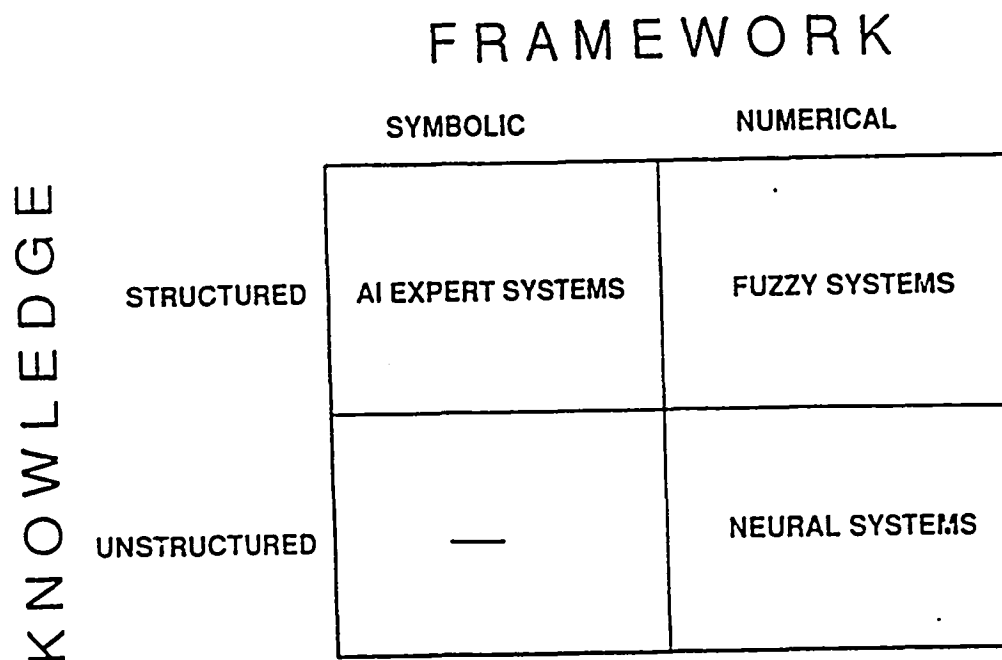 FRAMEWORK
SYMBOLIC NUMERICAL
KNOWLEDGE
STRUCTURED AI EXPERT SYSTEMS FUZZY SYSTEMS
UNSTRUCTURED — NEURAL SYSTEMS